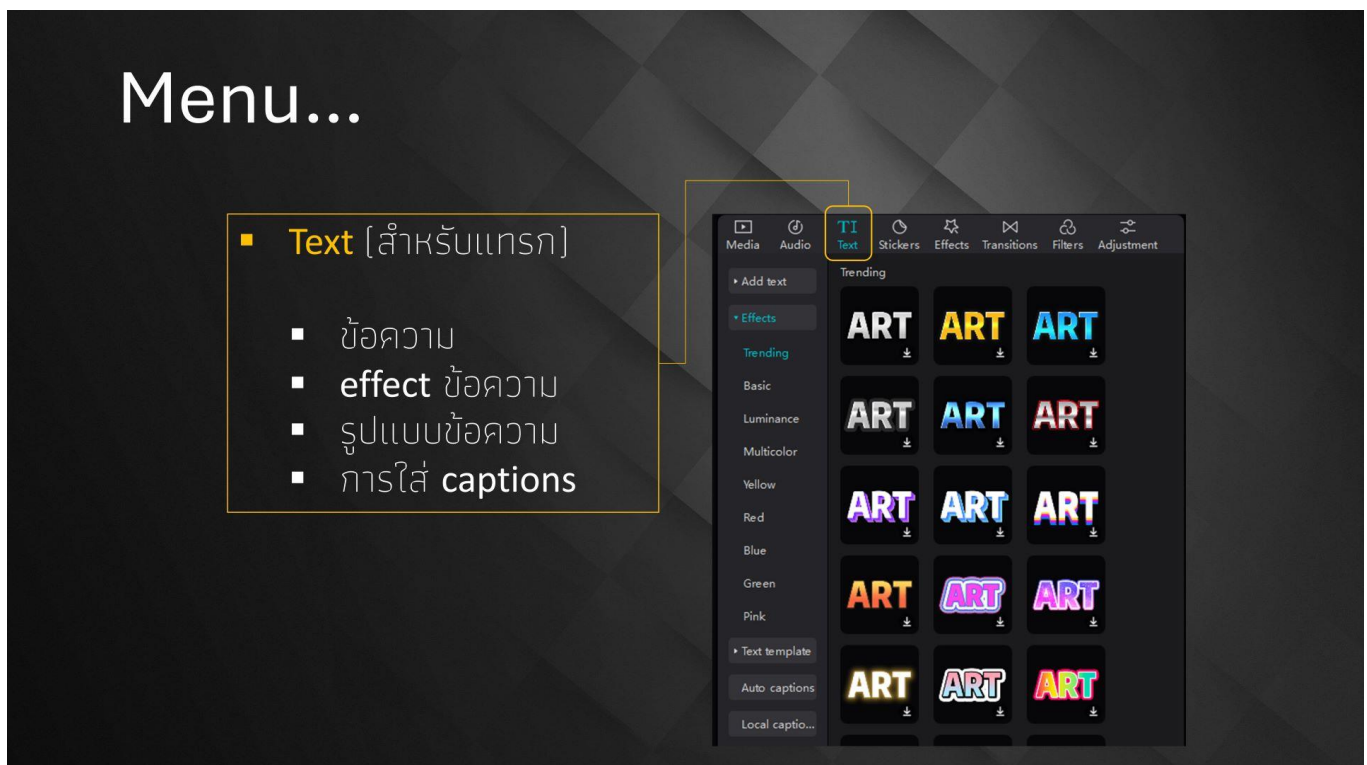 Menu...
Text (สำหรับแทรก)
ข้อความ
effect ข้อความ
รูปแบบข้อความ
การใส่ captions
TI
Media Audio Text Stickers Effects Transitions Filters Adjustment
Add text
Trending
Effects
Trending
Basic
Luminance
Multicolor
Yellow
Red
Blue
Green
Pink
Text template
Auto captions
Local captio...
ART ART ART
ART ART ART
ART ART ART
ART ART ART
ART ART ART